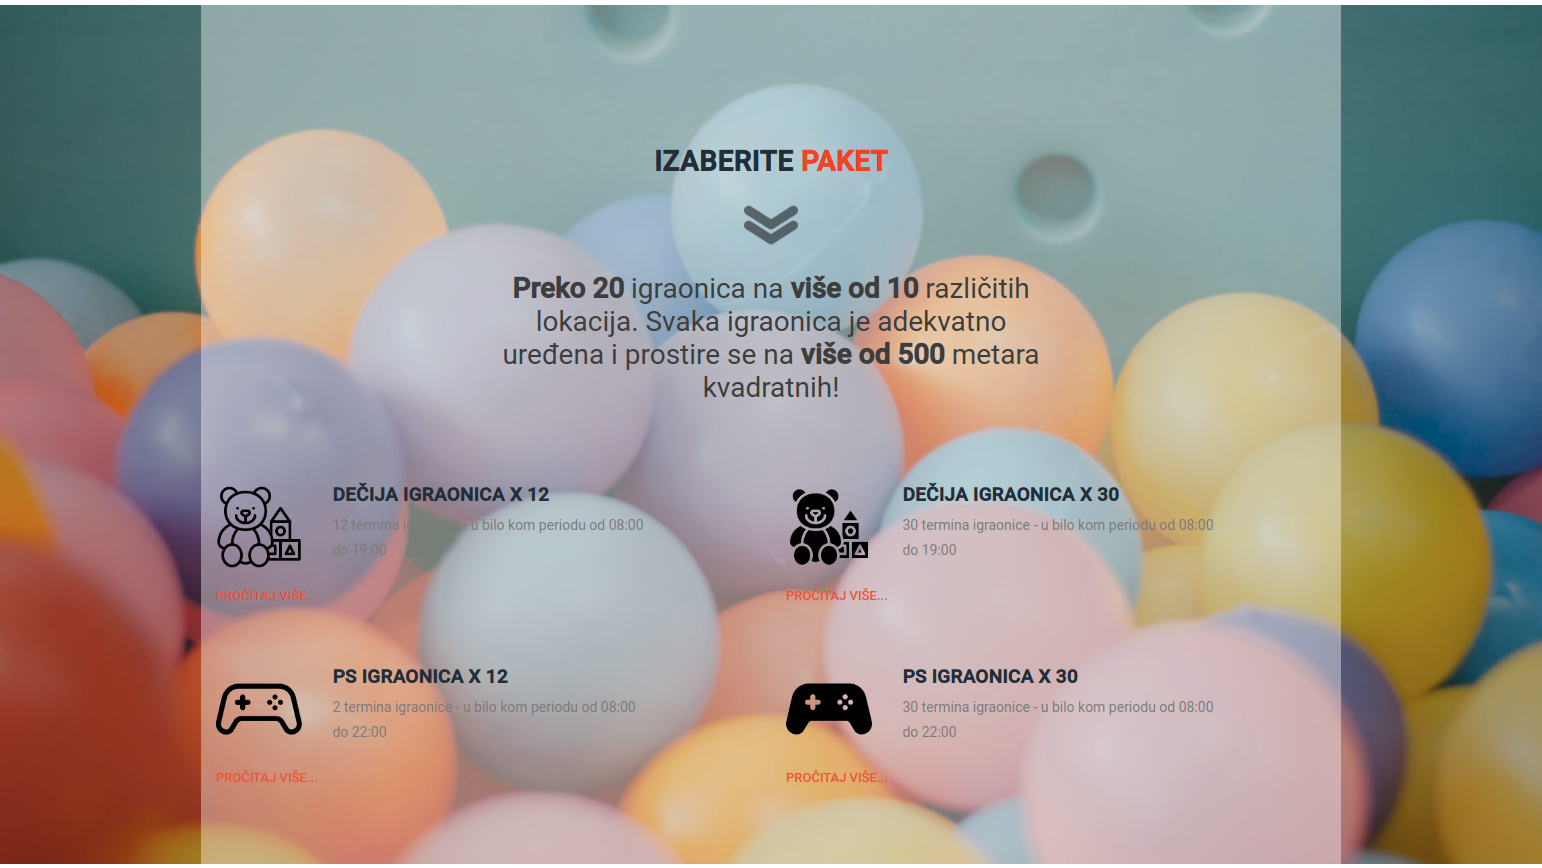 IZABERITE PAKET
Preko 20 igraonica na više od 10 različitih
lokacija. Svaka igraonica je adekvatno
uređena i prostire se na više od 500 metara
kvadratnih!
DEČIJA IGRAONICA X 12
12 termina igraonice - u bilo kom periodu od 08:00
do 19:00
PROČITAJ VIŠE...
DEČIJA IGRAONICA X 30
30 termina igraonice - u bilo kom periodu od 08:00
do 19:00
PROČITAJ VIŠE...
PS IGRAONICA X 12
2 termina igraonice - u bilo kom periodu od 08:00
do 22:00
PROČITAJ VIŠE...
PS IGRAONICA X 30
30 termina igraonice - u bilo kom periodu od 08:00
do 22:00
PROČITAJ VIŠE...